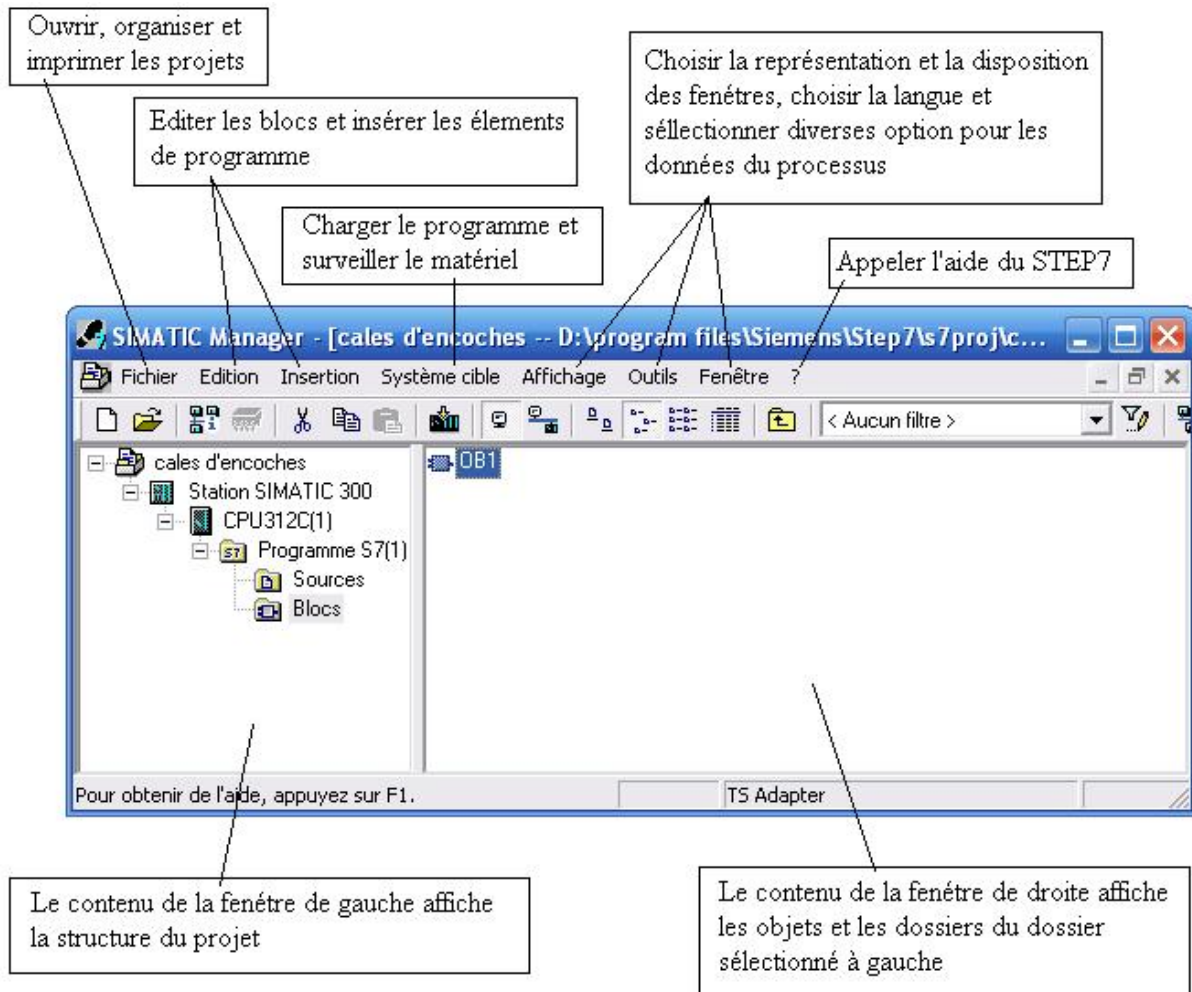 Ouvrir, organiser et
imprimer les projets
Editer les blocs et insérer les élements
de programme
Charger le programme et
surveiller le matériel
Choisir la représentation et la disposition
des fenétres, choisir la langue et
séllectionner diverses option pour les
données du processus
Appeler l'aide du STEP7
SIMATIC Manager - [cales d'encoches -- D:\program files\Siemens\Step7\s7proj\c...
Fichier Edition Insertion Système cible Affichage Outils Fenêtre ?
< Aucun filtre >
cales d'encoches
Station SIMATIC 300
CPU312C(1)
Programme S7(1)
Sources
Blocs
OB1
Pour obtenir de l'aide, appuyez sur F1.
TS Adapter
Le contenu de la fenétre de gauche affiche
la structure du projet
Le contenu de la fenétre de droite affiche
les objets et les dossiers du dossier
sélectionné à gauche